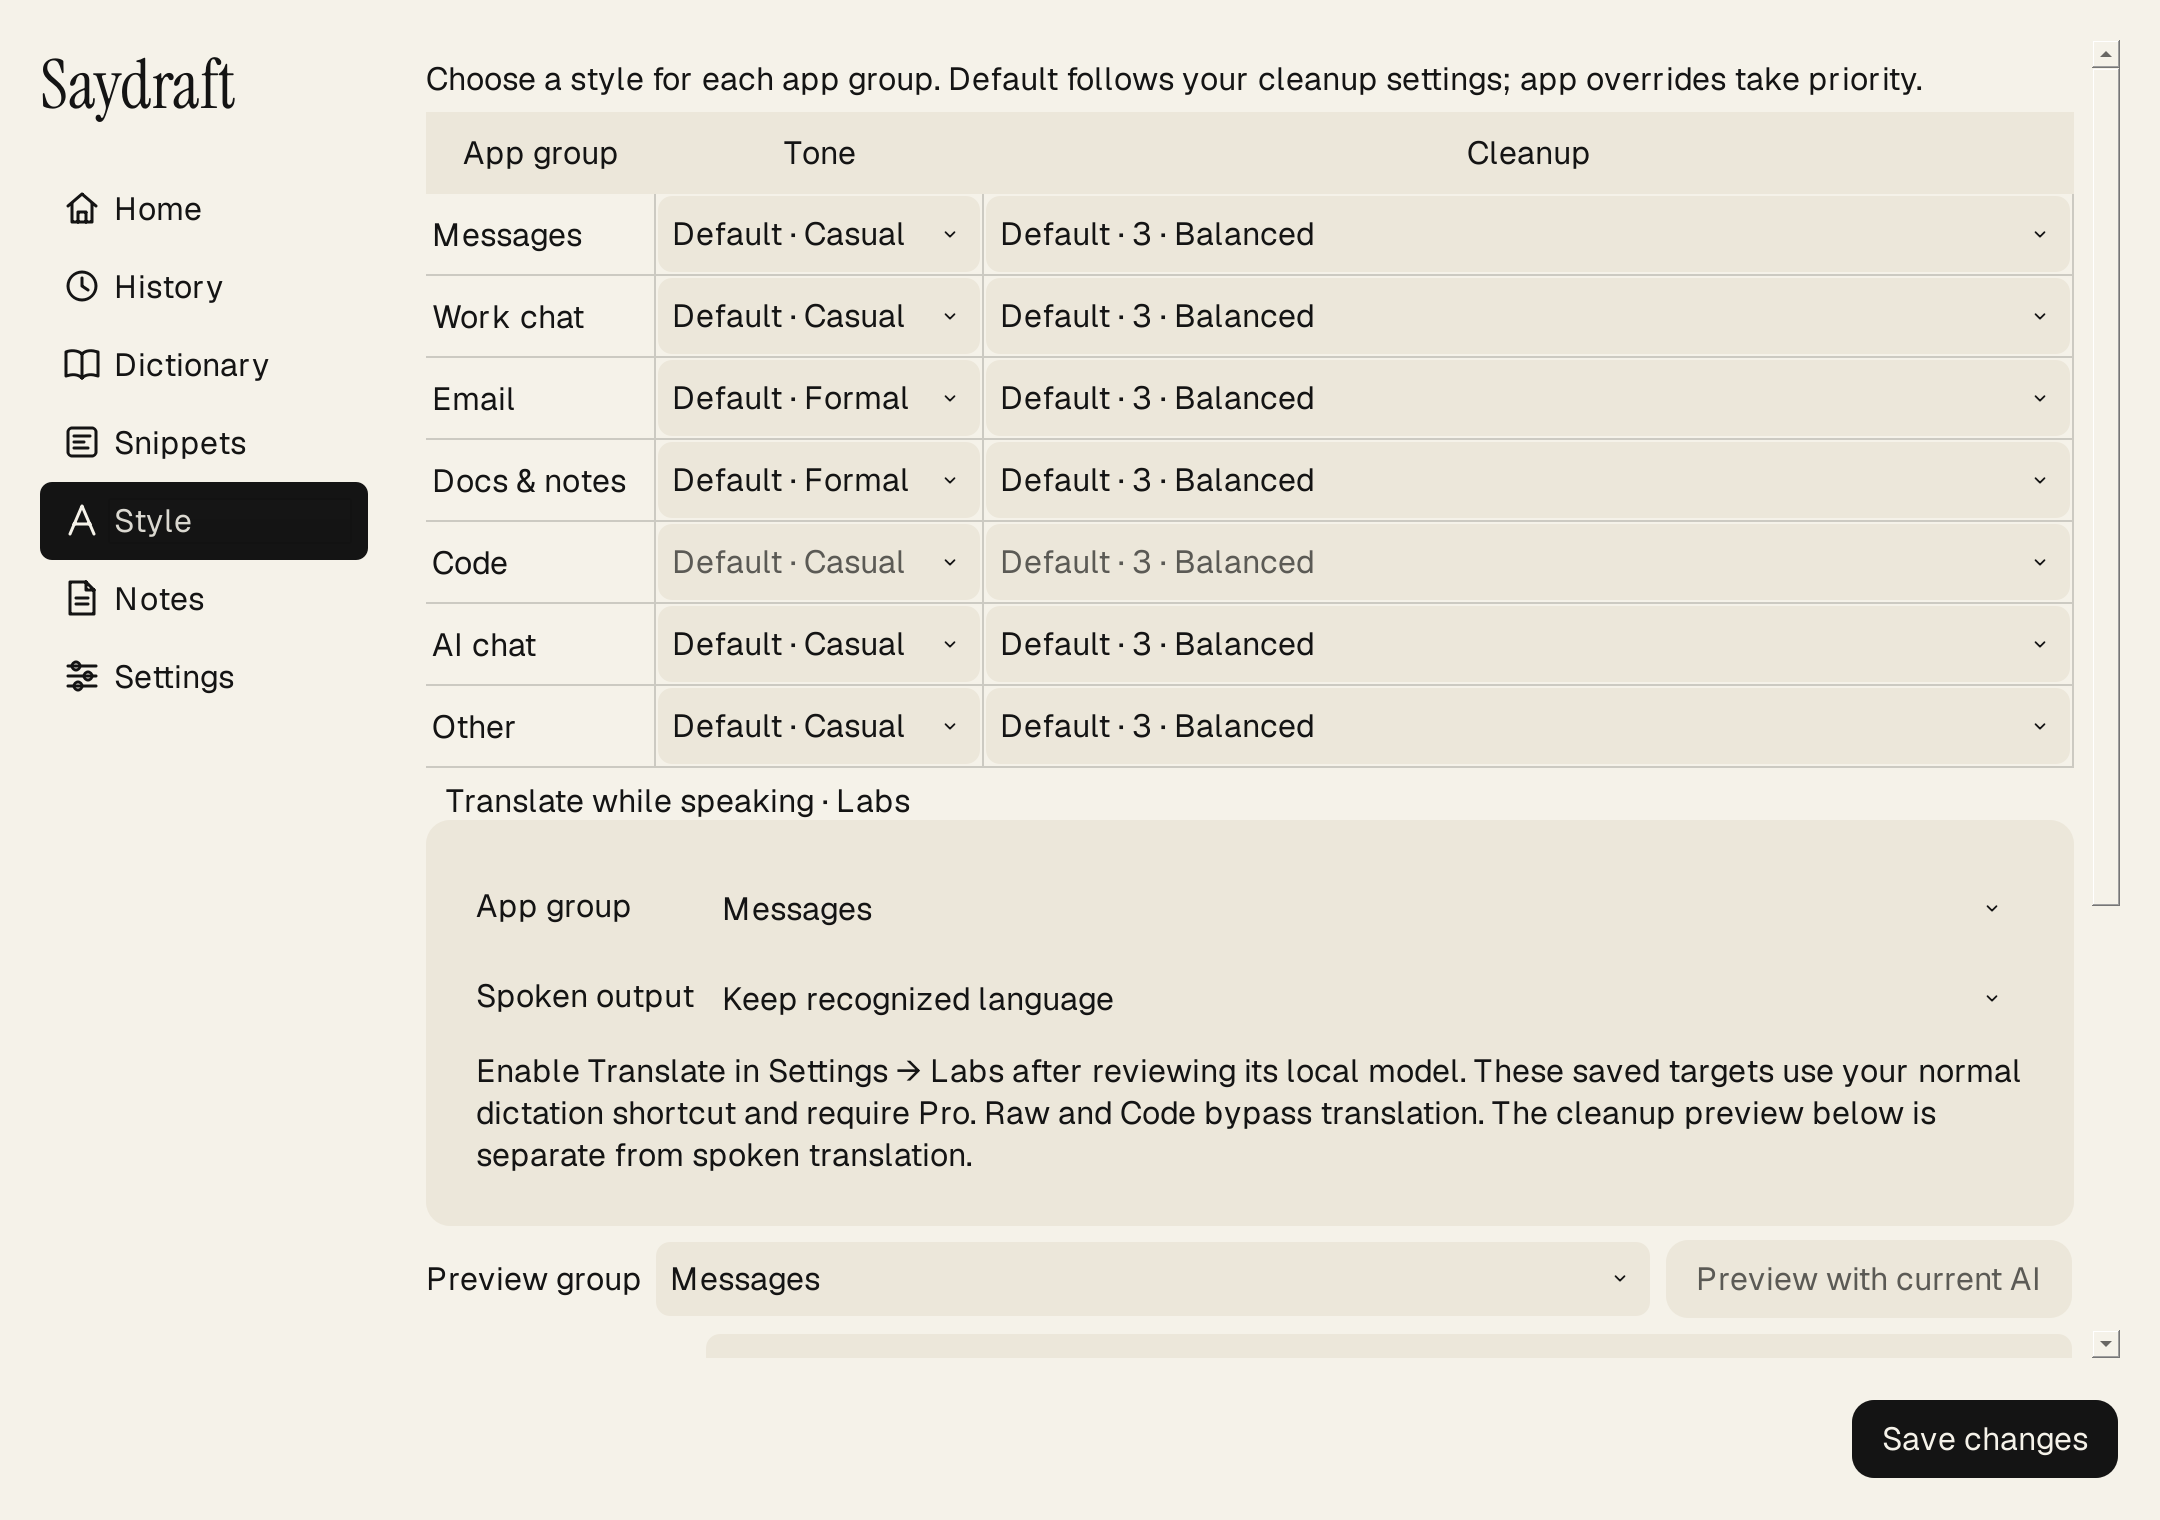 Saydraft
Home
History
Dictionary
Snippets
Style
Notes
Settings
Choose a style for each app group. Default follows your cleanup settings; app overrides take priority.
App group Tone Cleanup
Messages Default · Casual Default · 3 · Balanced
Work chat Default · Casual Default · 3 · Balanced
Email Default · Formal Default · 3 · Balanced
Docs & notes Default · Formal Default · 3 · Balanced
Code Default · Casual Default · 3 · Balanced
AI chat Default · Casual Default · 3 · Balanced
Other Default · Casual Default · 3 · Balanced
Translate while speaking · Labs
App group Messages
Spoken output Keep recognized language
Enable Translate in Settings → Labs after reviewing its local model. These saved targets use your normal
dictation shortcut and require Pro. Raw and Code bypass translation. The cleanup preview below is
separate from spoken translation.
Preview group Messages Preview with current AI
Save changes